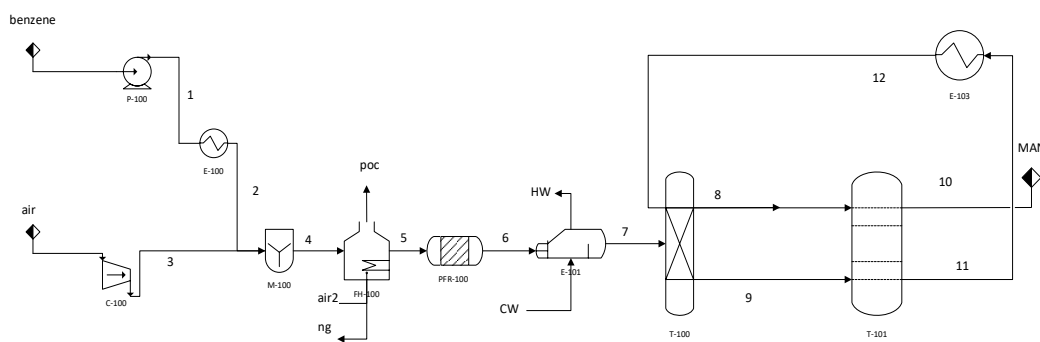 benzene
P-100
1
E-100
2
air
C-100
3
M-100
4
poc
FH-100
air2
ng
5
PFR-100
6
HW
E-101
CW
7
8
9
T-100
T-101
10
11
12
E-103
MAN